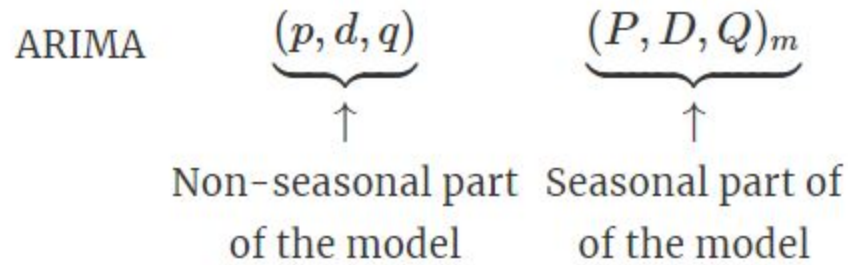 ARIMA (p, d, q) (P, D, Q)m
↑ ↑
Non-seasonal part Seasonal part of
of the model of the model